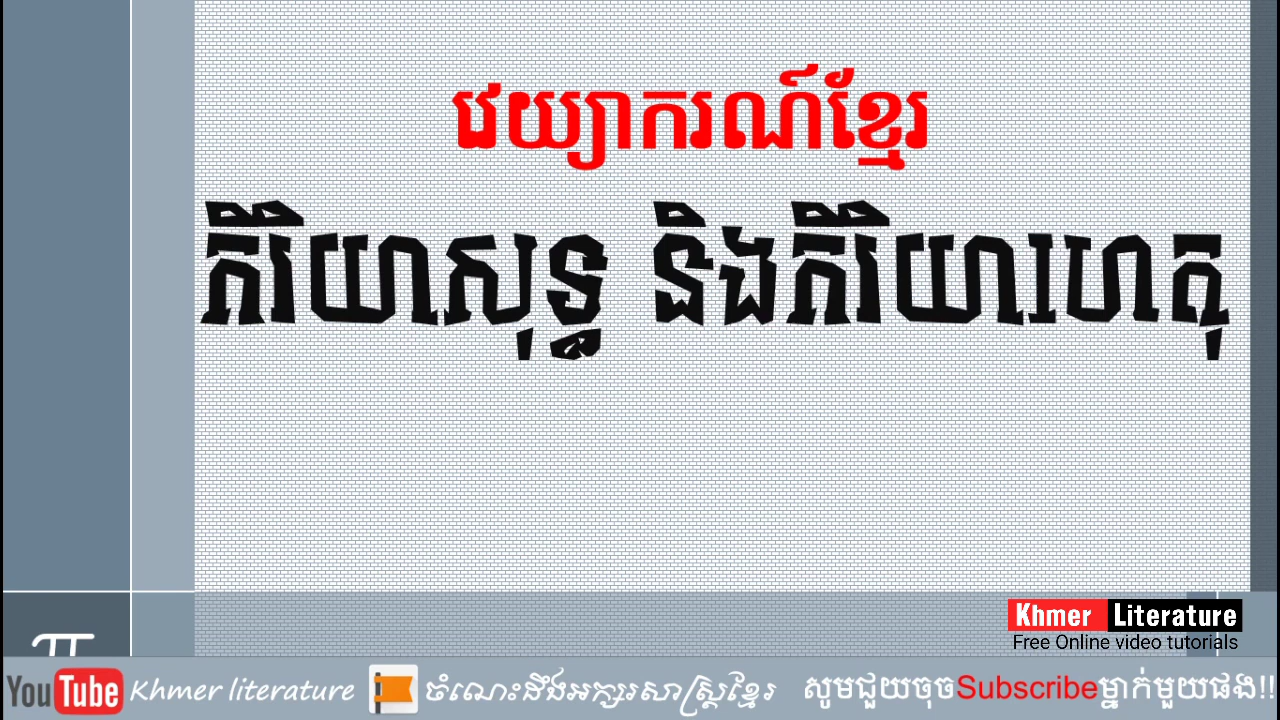 វេយ្យាករណ៍ខ្មែរ
កិរិយាសុទ្ធ និងកិរិយាហេតុ
Khmer Literature
Free Online video tutorials
YouTube Khmer literature ចំណេះដឹងអក្សរសាស្ត្រខ្មែរ សូមជួយចុចSubscribeម្នាក់មួយផង!!